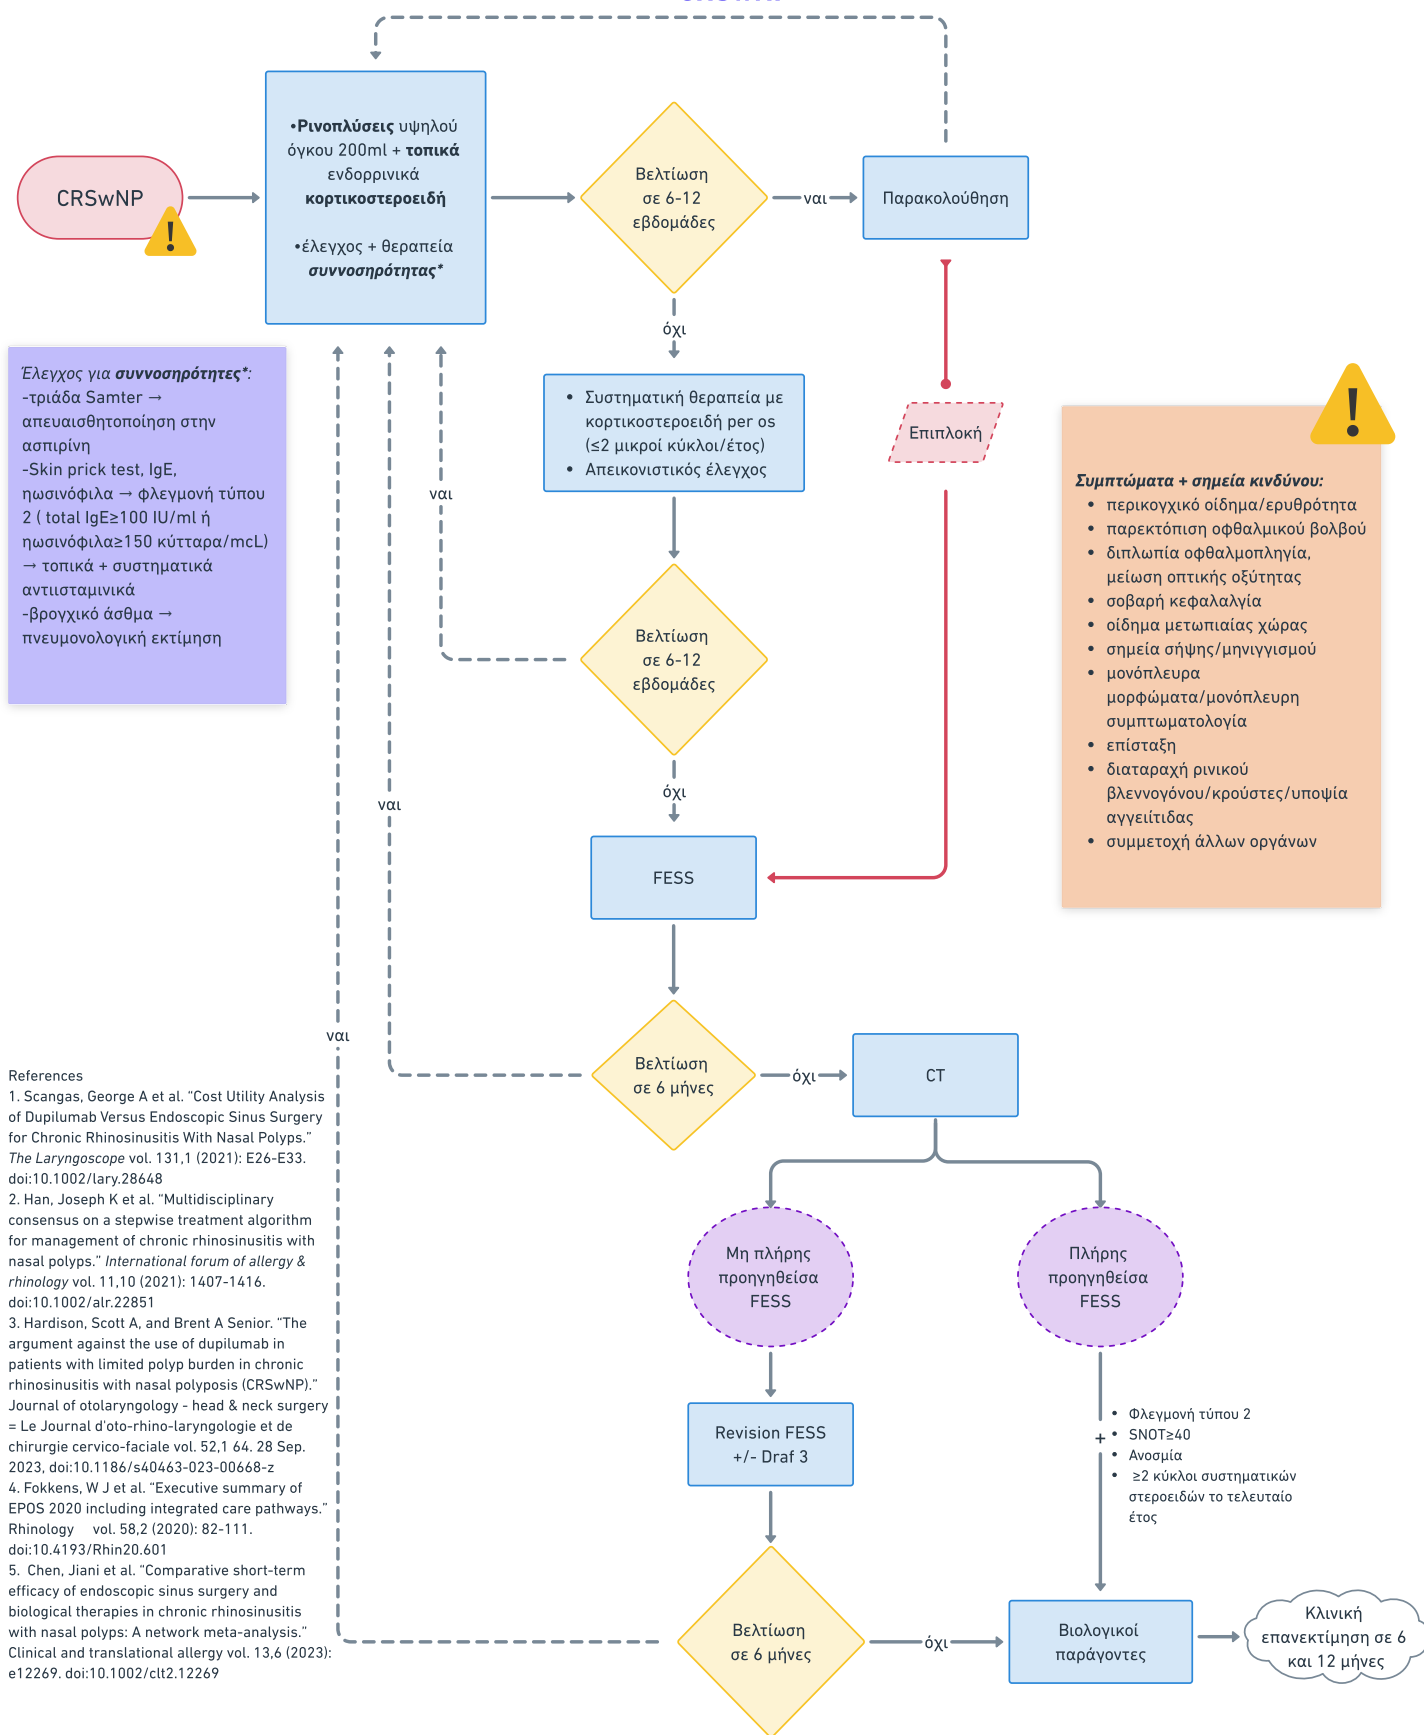 •Ρινοπλύσεις υψηλού
όγκου 200ml + τοπικά
ενδορρινικά
κορτικοστεροειδή
•έλεγχος + θεραπεία
συννοσηρότητας*
CRSwNP
Βελτίωση
σε 6-12
εβδομάδες
ναι
Παρακολούθηση
όχι
Έλεγχος για συννοσηρότητες*:
-τριάδα Samter →
απευαισθητοποίηση στην
ασπιρίνη
-Skin prick test, IgE,
ηωσινόφιλα → φλεγμονή τύπου
2 ( total IgE≥100 IU/ml ή
ηωσινόφιλα≥150 κύτταρα/mcL)
→ τοπικά + συστηματικά
αντιισταμινικά
-βρογχικό άσθμα →
πνευμονολογική εκτίμηση
• Συστηματική θεραπεία με
κορτικοστεροειδή per os
(≤2 μικροί κύκλοι/έτος)
• Απεικονιστικός έλεγχος
Επιπλοκή
Συμπτώματα + σημεία κινδύνου:
• περικογχικό οίδημα/ερυθρότητα
• παρεκτόπιση οφθαλμικού βολβού
• διπλωπία οφθαλμοπληγία,
μείωση οπτικής οξύτητας
• σοβαρή κεφαλαλγία
• οίδημα μετωπιαίας χώρας
• σημεία σήψης/μηνιγγισμού
• μονόπλευρα
μορφώματα/μονόπλευρη
συμπτωματολογία
• επίσταξη
• διαταραχή ρινικού
βλεννογόνου/κρούστες/υποψία
αγγειίτιδας
• συμμετοχή άλλων οργάνων
ναι
Βελτίωση
σε 6-12
εβδομάδες
όχι
ναι
FESS
ναι
Βελτίωση
σε 6 μήνες
όχι
CT
References
1. Scangas, George A et al. “Cost Utility Analysis
of Dupilumab Versus Endoscopic Sinus Surgery
for Chronic Rhinosinusitis With Nasal Polyps.”
The Laryngoscope vol. 131,1 (2021): E26-E33.
doi:10.1002/lary.28648
2. Han, Joseph K et al. “Multidisciplinary
consensus on a stepwise treatment algorithm
for management of chronic rhinosinusitis with
nasal polyps.” International forum of allergy &
rhinology vol. 11,10 (2021): 1407-1416.
doi:10.1002/alr.22851
3. Hardison, Scott A, and Brent A Senior. “The
argument against the use of dupilumab in
patients with limited polyp burden in chronic
rhinosinusitis with nasal polyposis (CRSwNP).”
Journal of otolaryngology - head & neck surgery
= Le Journal d'oto-rhino-laryngologie et de
chirurgie cervico-faciale vol. 52,1 64. 28 Sep.
2023, doi:10.1186/s40463-023-00668-z
4. Fokkens, W J et al. “Executive summary of
EPOS 2020 including integrated care pathways.”
Rhinology vol. 58,2 (2020): 82-111.
doi:10.4193/Rhin20.601
5. Chen, Jiani et al. “Comparative short-term
efficacy of endoscopic sinus surgery and
biological therapies in chronic rhinosinusitis
with nasal polyps: A network meta-analysis.”
Clinical and translational allergy vol. 13,6 (2023):
e12269. doi:10.1002/clt2.12269
Μη πλήρης
προηγηθείσα
FESS
Πλήρης
προηγηθείσα
FESS
Revision FESS
+/- Draf 3
+
• Φλεγμονή τύπου 2
• SNOT≥40
• Ανοσμία
• ≥2 κύκλοι συστηματικών
στεροειδών το τελευταίο
έτος
Βελτίωση
σε 6 μήνες
όχι
Βιολογικοί
παράγοντες
Κλινική
επανεκτίμηση σε 6
και 12 μήνες